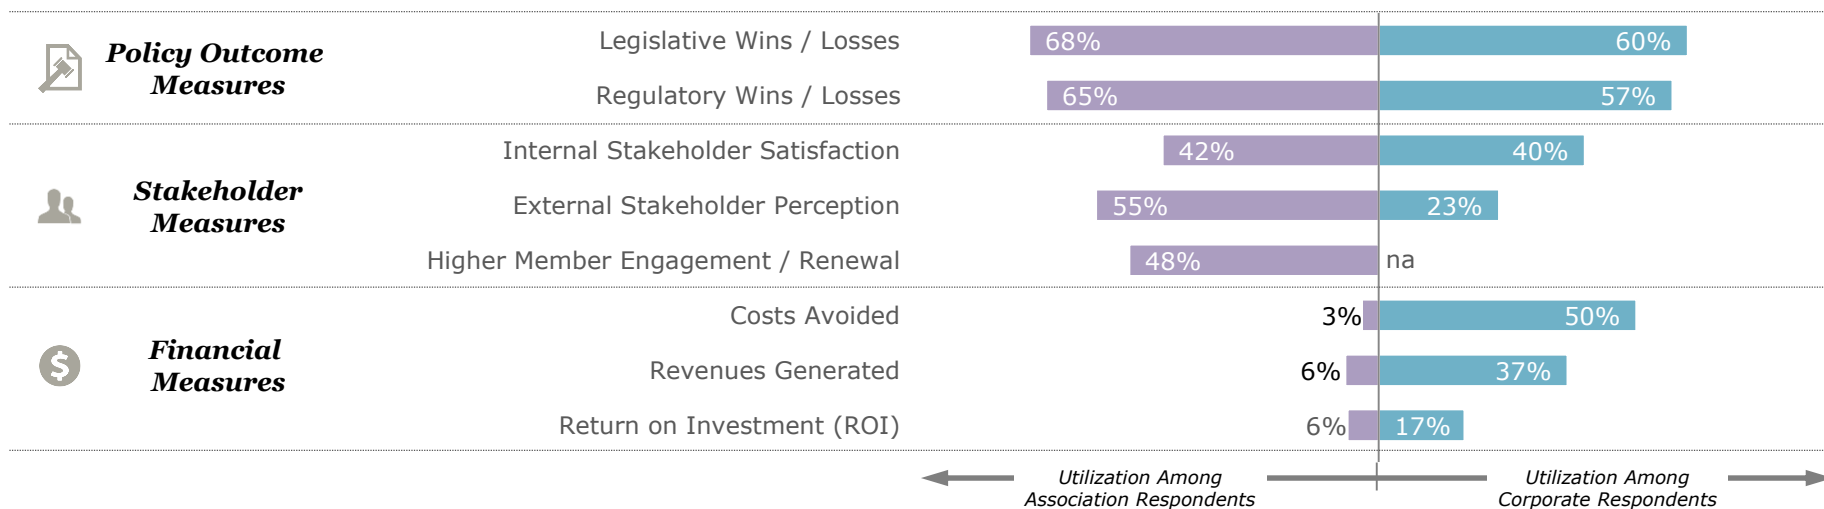 Policy Outcome
Measures
Legislative Wins / Losses
68%
60%
Regulatory Wins / Losses
65%
57%
Stakeholder
Measures
Internal Stakeholder Satisfaction
42%
40%
External Stakeholder Perception
55%
23%
Higher Member Engagement / Renewal
48%
na
Financial
Measures
Costs Avoided
3%
50%
Revenues Generated
6%
37%
Return on Investment (ROI)
6%
17%
Utilization Among
Association Respondents
Utilization Among
Corporate Respondents